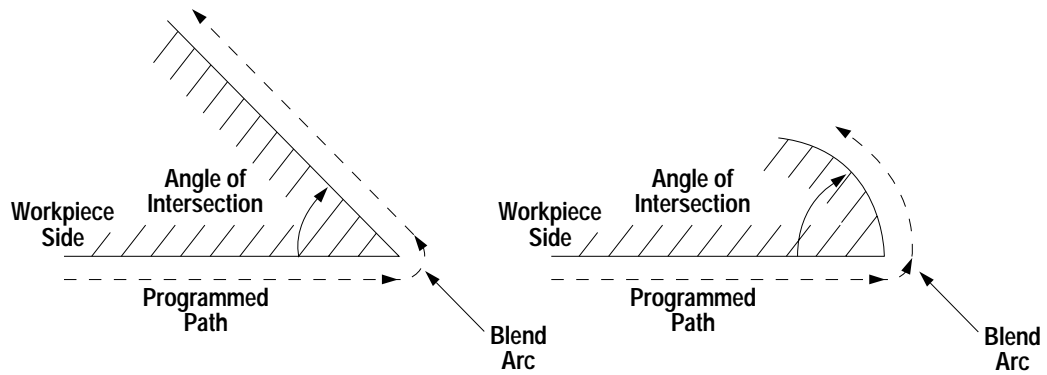 Angle of
Intersection
Workpiece
Side
Programmed
Path
Blend
Arc
Angle of
Intersection
Workpiece
Side
Programmed
Path
Blend
Arc